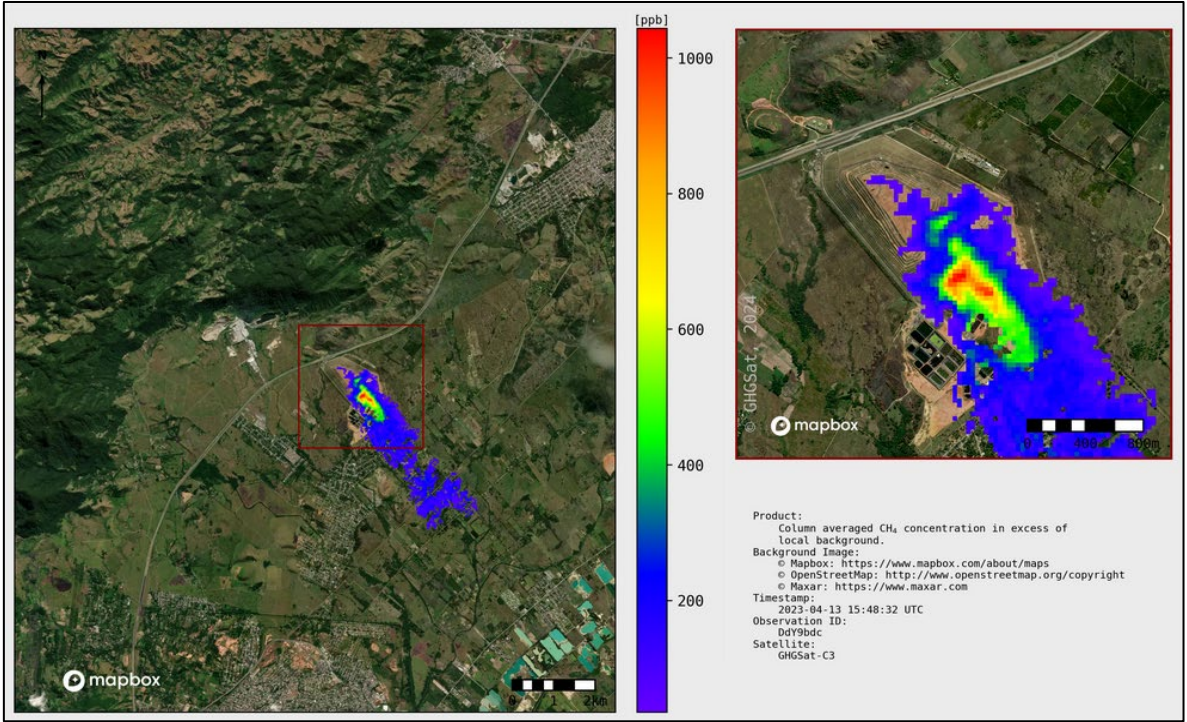 [ppb]
1000
800
600
400
200
mapbox
0 1 2km
© GHGSat, 2024
mapbox
0 400m 800m
Product:
Column averaged CH₄ concentration in excess of
local background.
Background Image:
© Mapbox: https://www.mapbox.com/about/maps
© OpenStreetMap: http://www.openstreetmap.org/copyright
© Maxar: https://www.maxar.com
Timestamp:
2023-04-13 15:48:32 UTC
Observation ID:
DdY9bdc
Satellite:
GHGSat-C3